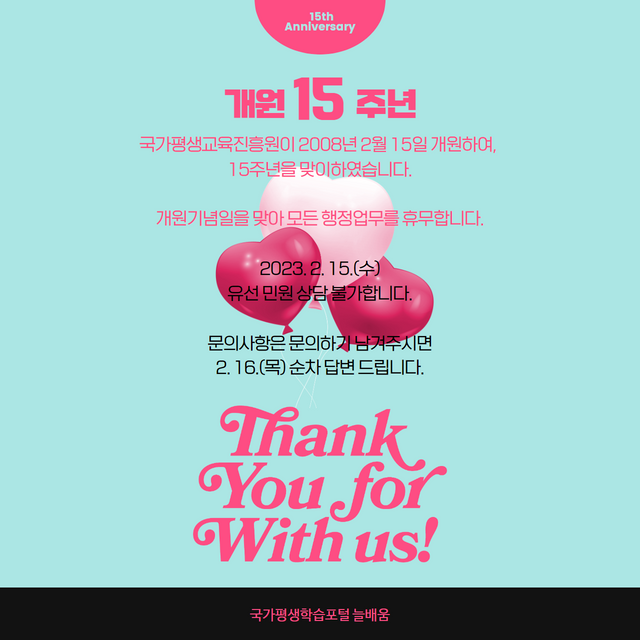 15th
Anniversary
개원 15 주년
국가평생교육진흥원이 2008년 2월 15일 개원하여,
15주년을 맞이하였습니다.
개원기념일을 맞아 모든 행정업무를 휴무합니다.
2023. 2. 15.(수)
유선 민원 상담 불가합니다.
문의사항은 문의하기 남겨주시면
2. 16.(목) 순차 답변 드립니다.
Thank
You for
With us!
국가평생학습포털 늘배움